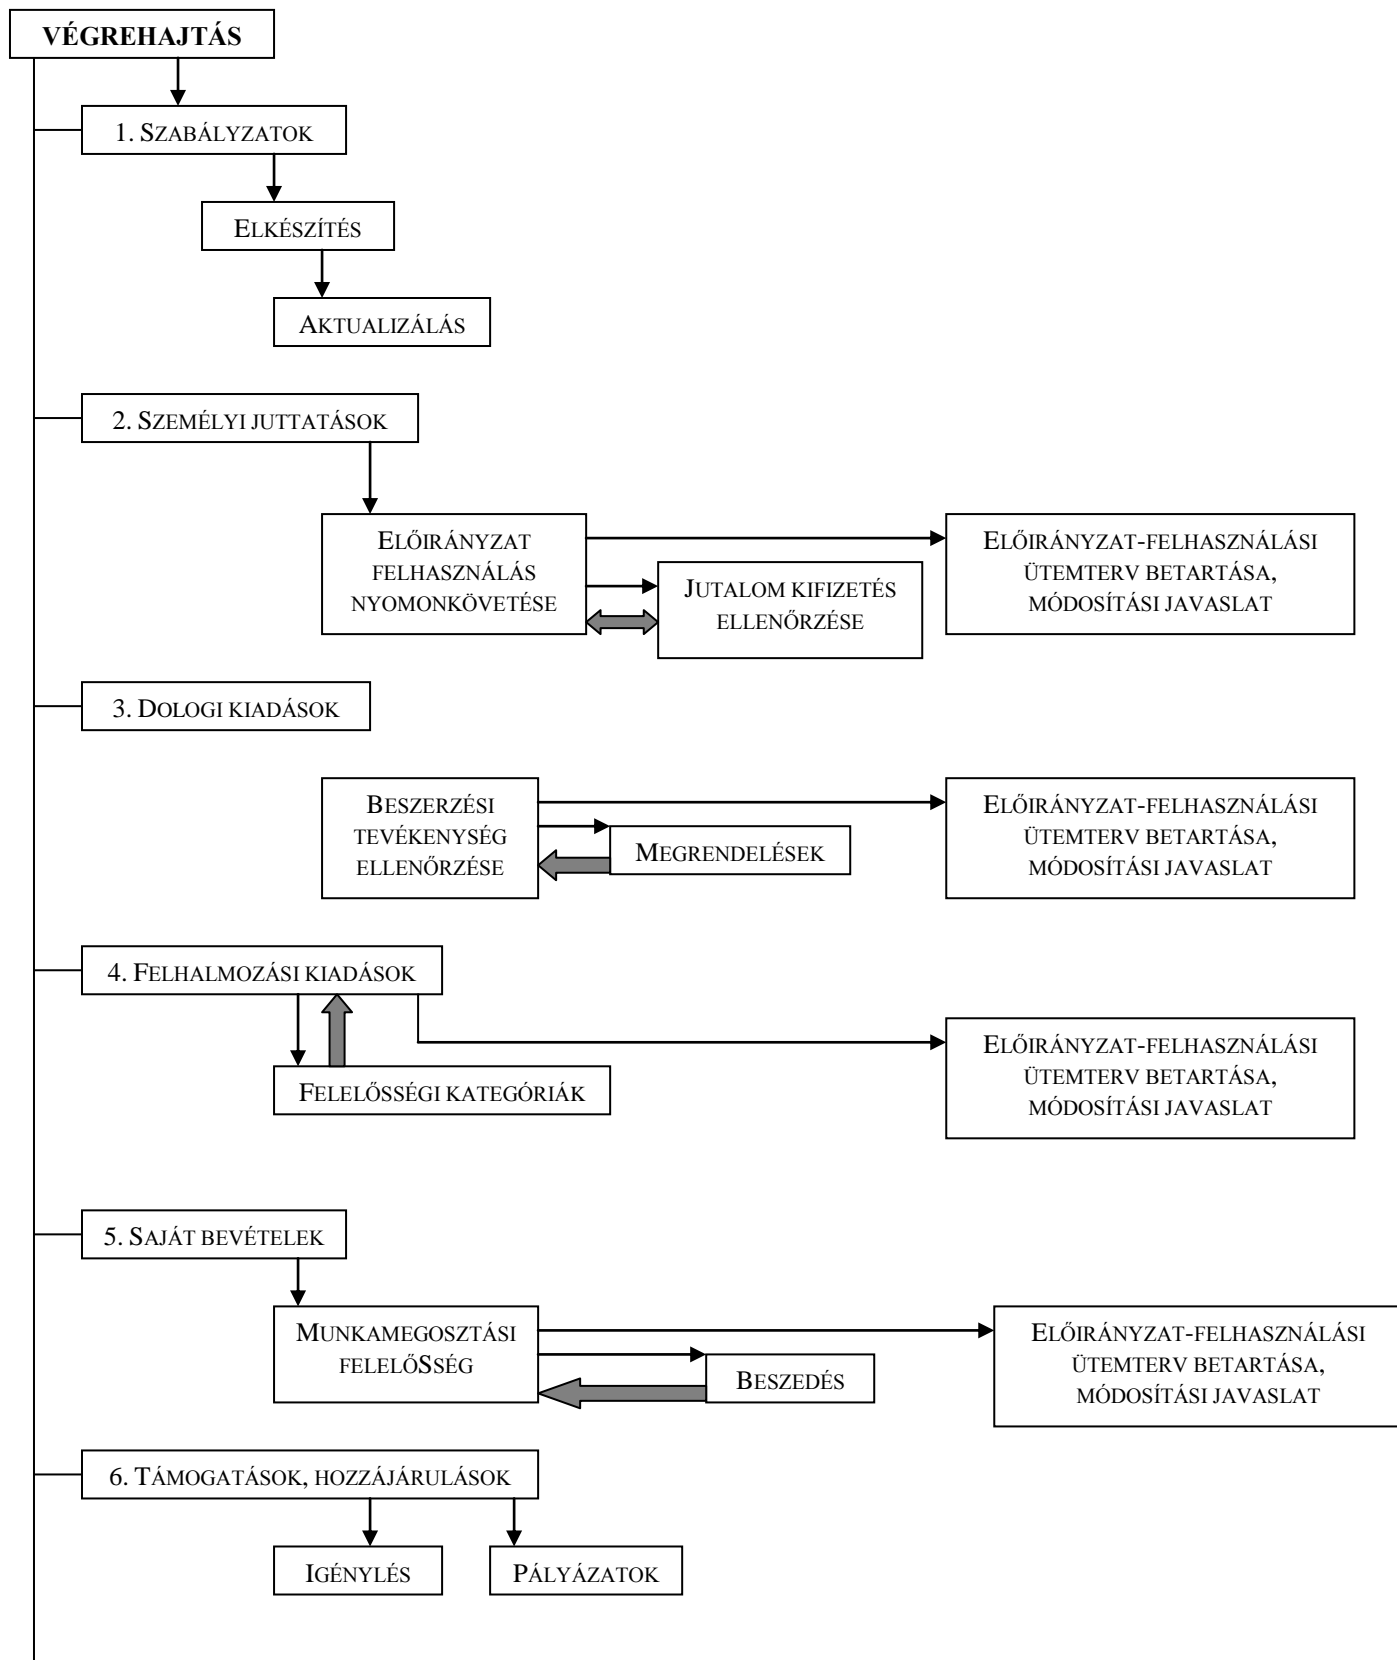 VÉGREHAJTÁS
1. SZABÁLYZATOK
ELKÉSZÍTÉS
AKTUALIZÁLÁS
2. SZEMÉLYI JUTTATÁSOK
ELŐIRÁNYZAT
FELHASZNÁLÁS
NYOMONKÖVETÉSE
JUTALOM KIFIZETÉS
ELLENŐRZÉSE
ELŐIRÁNYZAT-FELHASZNÁLÁSI
ÜTEMTERV BETARTÁSA,
MÓDOSÍTÁSI JAVASLAT
3. DOLOGI KIADÁSOK
BESZERZÉSI
TEVÉKENYSÉG
ELLENŐRZÉSE
MEGRENDELÉSEK
ELŐIRÁNYZAT-FELHASZNÁLÁSI
ÜTEMTERV BETARTÁSA,
MÓDOSÍTÁSI JAVASLAT
4. FELHALMOZÁSI KIADÁSOK
FELELŐSSÉGI KATEGÓRIÁK
ELŐIRÁNYZAT-FELHASZNÁLÁSI
ÜTEMTERV BETARTÁSA,
MÓDOSÍTÁSI JAVASLAT
5. SAJÁT BEVÉTELEK
MUNKAMEGOSZTÁSI
FELELŐSSÉG
BESZEDÉS
ELŐIRÁNYZAT-FELHASZNÁLÁSI
ÜTEMTERV BETARTÁSA,
MÓDOSÍTÁSI JAVASLAT
6. TÁMOGATÁSOK, HOZZÁJÁRULÁSOK
IGÉNYLÉS
PÁLYÁZATOK